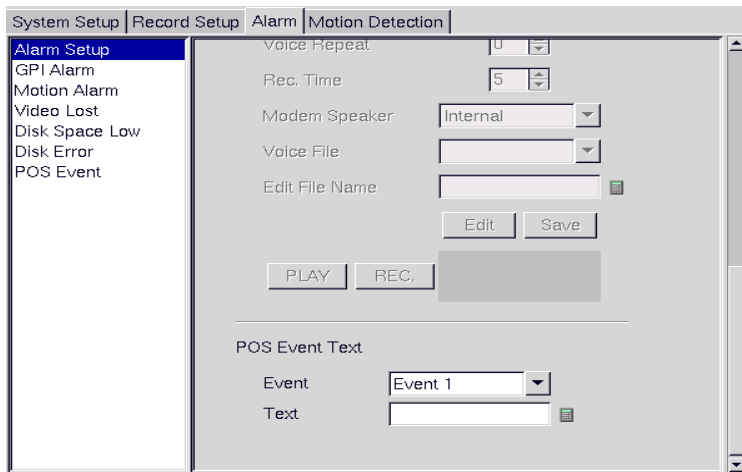 System Setup Record Setup Alarm Motion Detection
Alarm Setup
GPI Alarm
Motion Alarm
Video Lost
Disk Space Low
Disk Error
POS Event
Voice Repeat 0
Rec. Time 5
Modem Speaker Internal
Voice File
Edit File Name
Edit Save
PLAY REC.
POS Event Text
Event Event 1
Text